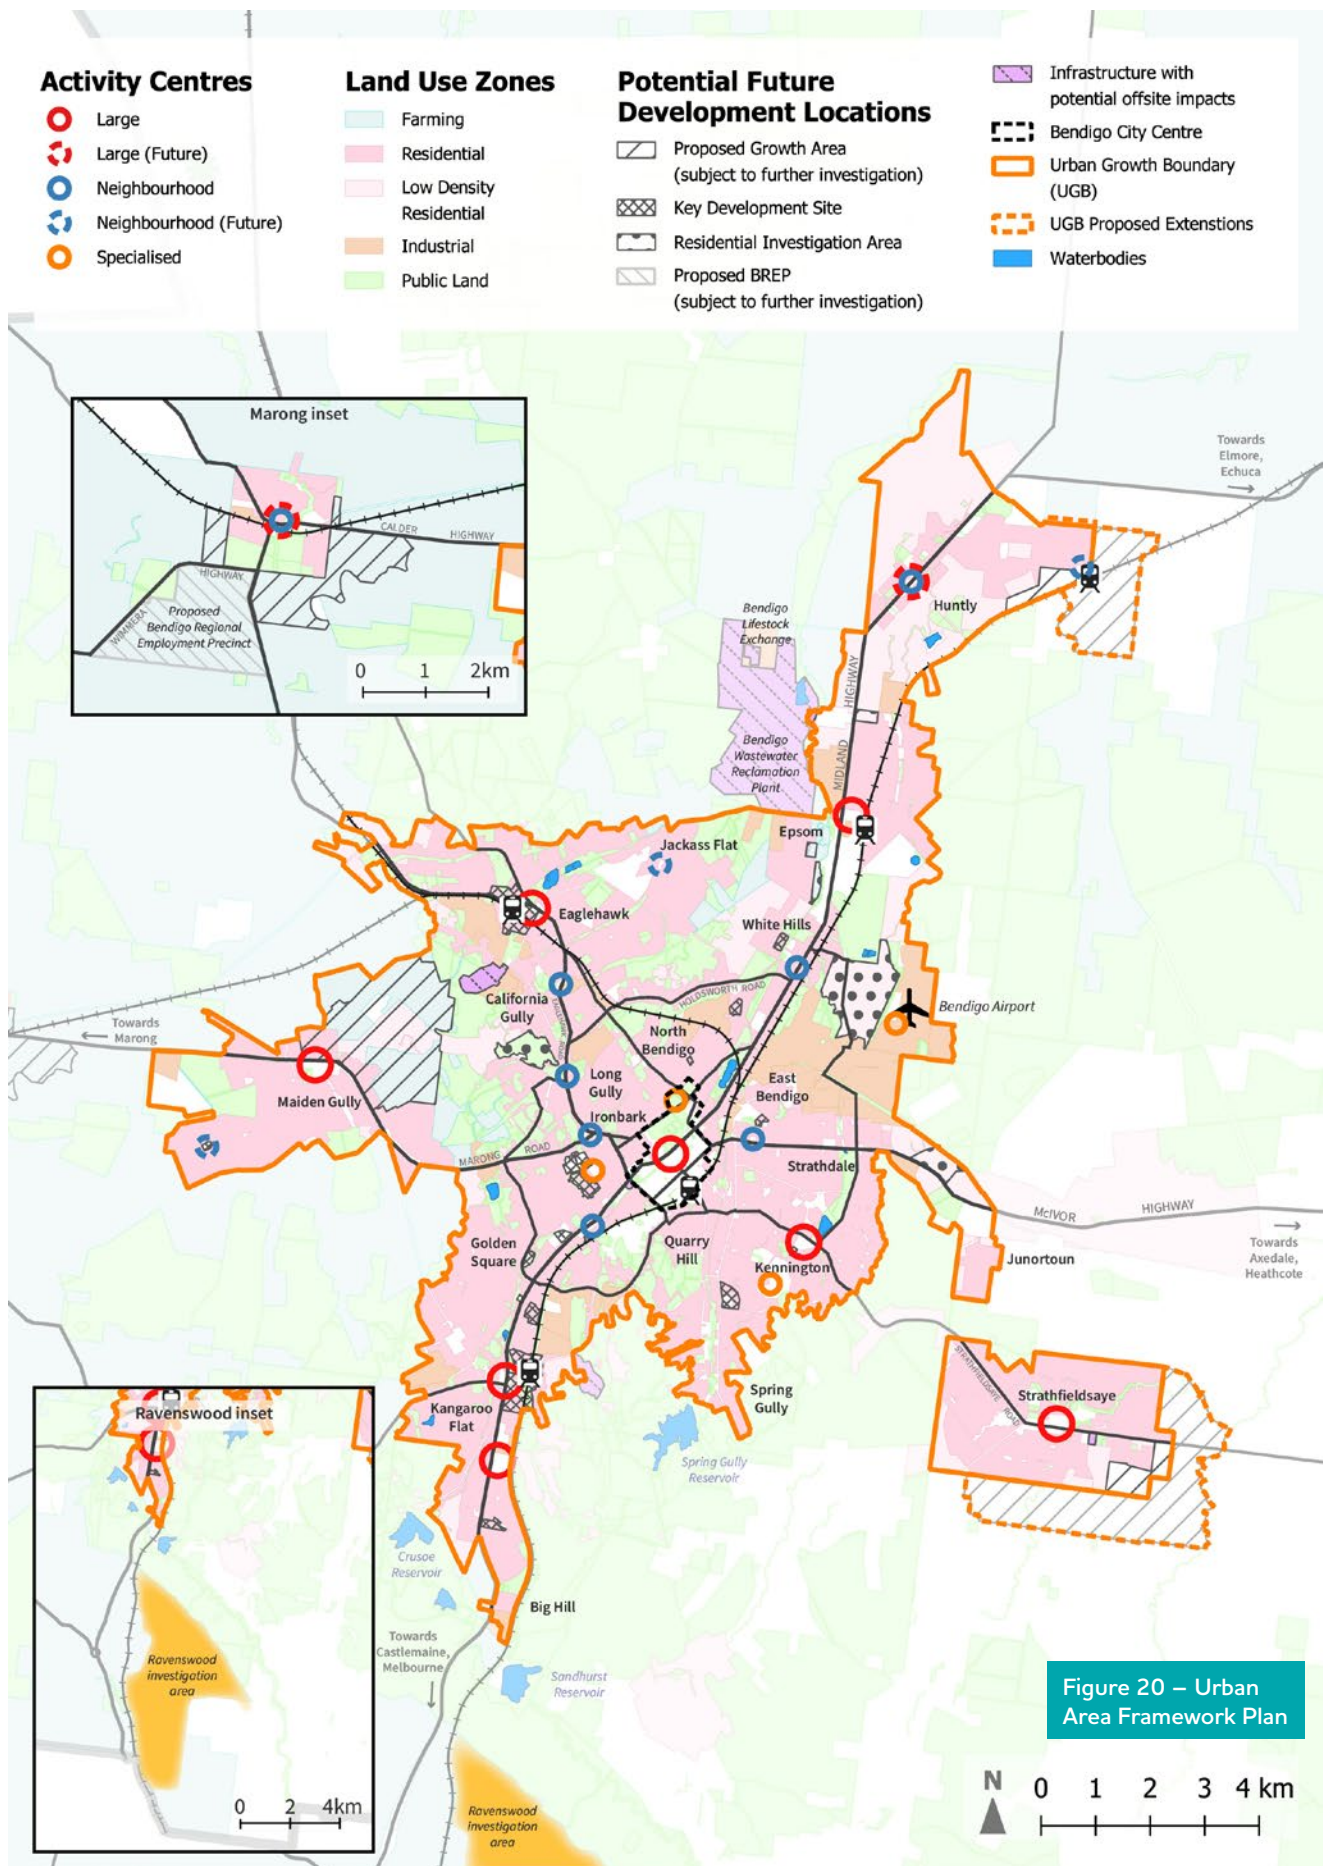 Activity Centres
Large
Large (Future)
Neighbourhood
Neighbourhood (Future)
Specialised
Land Use Zones
Farming
Residential
Low Density
Residential
Industrial
Public Land
Potential Future
Development Locations
Proposed Growth Area
(subject to further investigation)
Key Development Site
Residential Investigation Area
Proposed BREP
(subject to further investigation)
Infrastructure with
potential offsite impacts
Bendigo City Centre
Urban Growth Boundary
(UGB)
UGB Proposed Extenstions
Waterbodies
Marong inset
CALDER HIGHWAY
WIMMERA HIGHWAY
Proposed
Bendigo Regional
Employment Precinct
0 1 2km
Towards
Elmore,
Echuca
Huntly
Bendigo
Lifestock
Exchange
MIDLAND HIGHWAY
Bendigo
Wastewater
Reclamation
Plant
Epsom
Jackass Flat
Eaglehawk
White Hills
California
Gully
EAGLEHAWK ROAD
HOLDSWORTH ROAD
North
Bendigo
Bendigo Airport
Towards
Marong
Maiden Gully
Long
Gully
East
Bendigo
Ironbark
MARONG ROAD
Strathdale
McIVOR HIGHWAY
Towards
Axedale,
Heathcote
Junortoun
Golden
Square
Quarry
Hill
Kennington
Spring
Gully
STRATHFIELDSAYE ROAD
Strathfieldsaye
Kangaroo
Flat
Spring Gully
Reservoir
Crusoe
Reservoir
Big Hill
Towards
Castlemaine,
Melbourne
Sandhurst
Reservoir
Ravenswood
investigation
area
Ravenswood inset
Ravenswood
investigation
area
0 2 4km
Figure 20 – Urban
Area Framework Plan
N
0 1 2 3 4 km